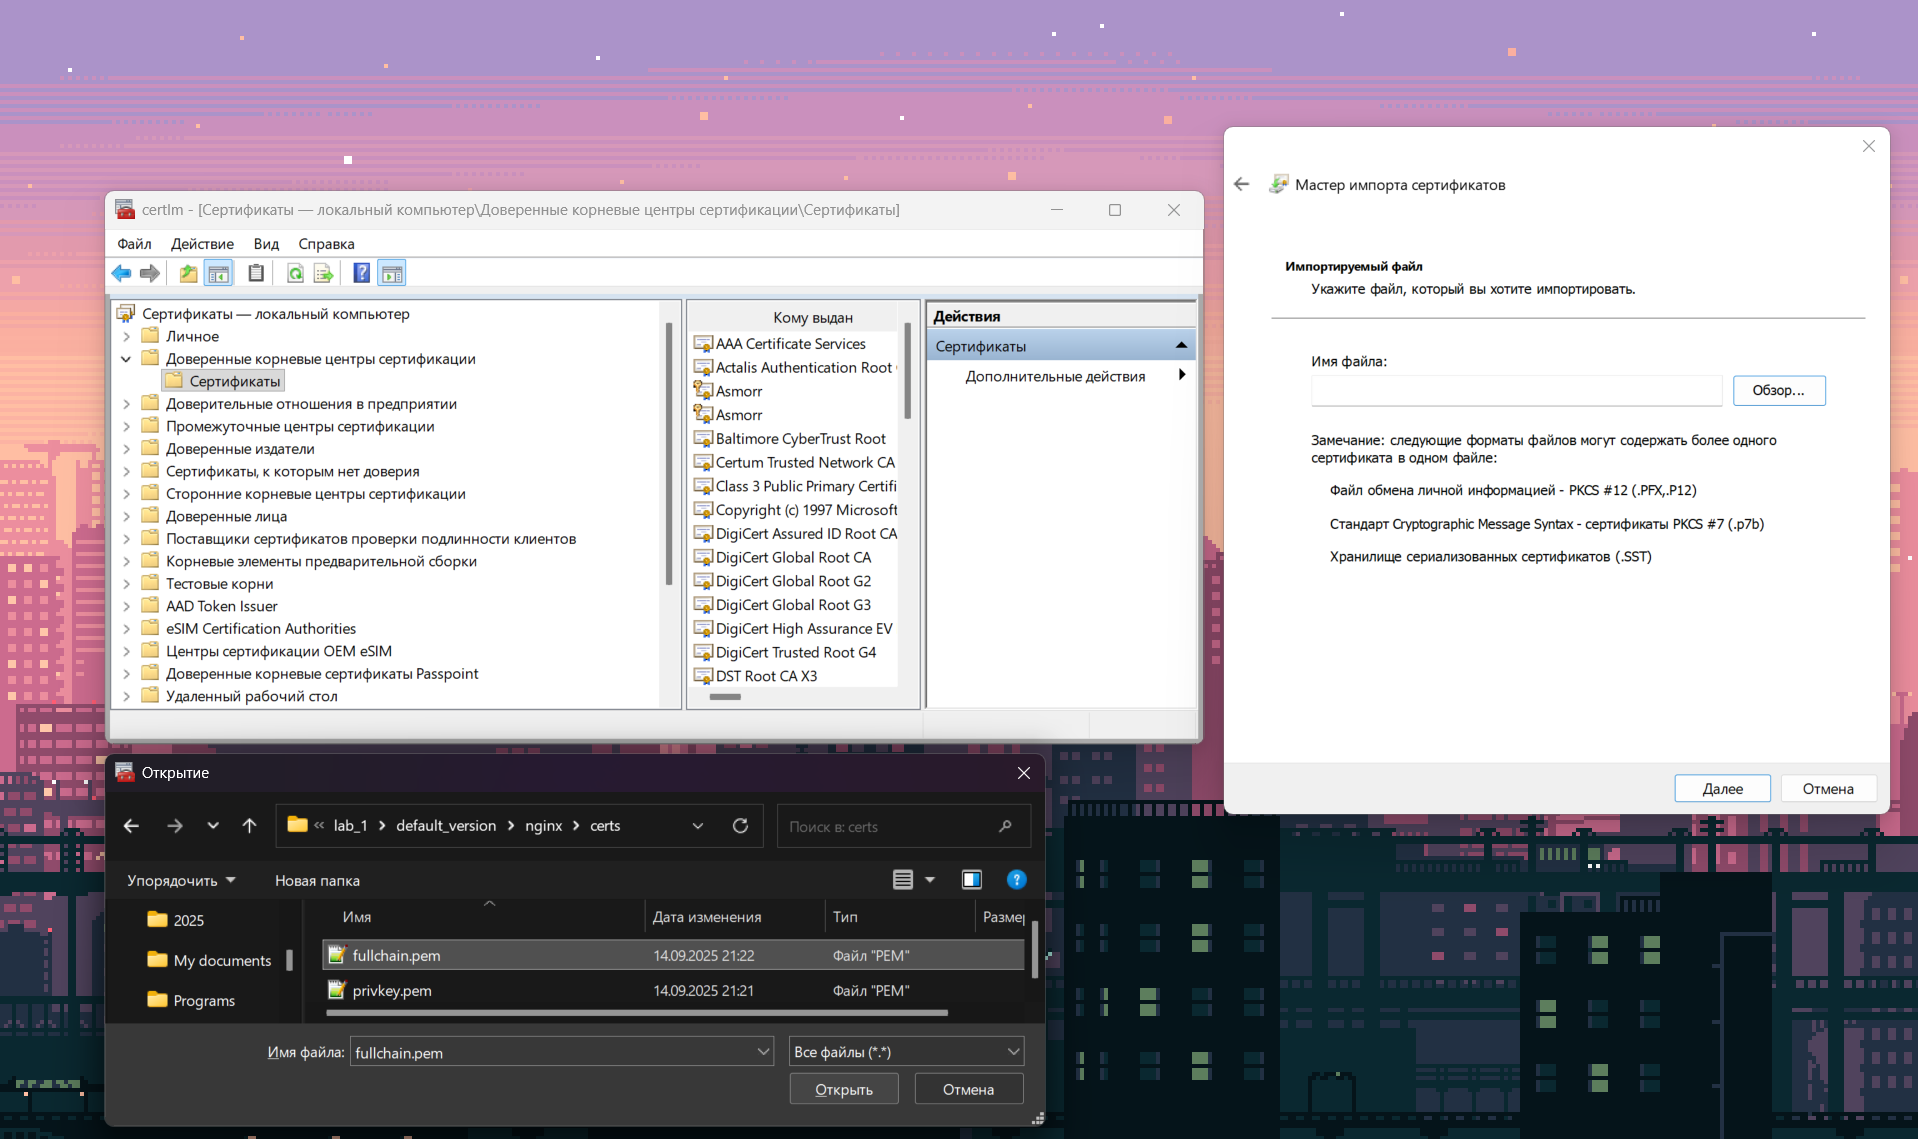 certlm - [Сертификаты — локальный компьютер\Доверенные корневые центры сертификации\Сертификаты]
Файл Действие Вид Справка
Сертификаты — локальный компьютер
Личное
Доверенные корневые центры сертификации
Сертификаты
Доверительные отношения в предприятии
Промежуточные центры сертификации
Доверенные издатели
Сертификаты, к которым нет доверия
Сторонние корневые центры сертификации
Доверенные лица
Поставщики сертификатов проверки подлинности клиентов
Корневые элементы предварительной сборки
Тестовые корни
AAD Token Issuer
eSIM Certification Authorities
Центры сертификации OEM eSIM
Доверенные корневые сертификаты Passpoint
Удаленный рабочий стол
Кому выдан
AAA Certificate Services
Actalis Authentication Root
Asmorr
Asmorr
Baltimore CyberTrust Root
Certum Trusted Network CA
Class 3 Public Primary Certifi
Copyright (c) 1997 Microsoft
DigiCert Assured ID Root CA
DigiCert Global Root CA
DigiCert Global Root G2
DigiCert Global Root G3
DigiCert High Assurance EV
DigiCert Trusted Root G4
DST Root CA X3
Действия
Сертификаты
Дополнительные действия
Мастер импорта сертификатов
Импортируемый файл
Укажите файл, который вы хотите импортировать.
Имя файла:
Обзор...
Замечание: следующие форматы файлов могут содержать более одного
сертификата в одном файле:
Файл обмена личной информацией - PKCS #12 (.PFX,.P12)
Стандарт Cryptographic Message Syntax - сертификаты PKCS #7 (.p7b)
Хранилище сериализованных сертификатов (.SST)
Далее Отмена
Открытие
« lab_1 > default_version > nginx > certs
Поиск в: certs
Упорядочить Новая папка
2025
My documents
Programs
Имя Дата изменения Тип Размер
fullchain.pem 14.09.2025 21:22 Файл "PEM"
privkey.pem 14.09.2025 21:21 Файл "PEM"
Имя файла: fullchain.pem Все файлы (*.*)
Открыть Отмена